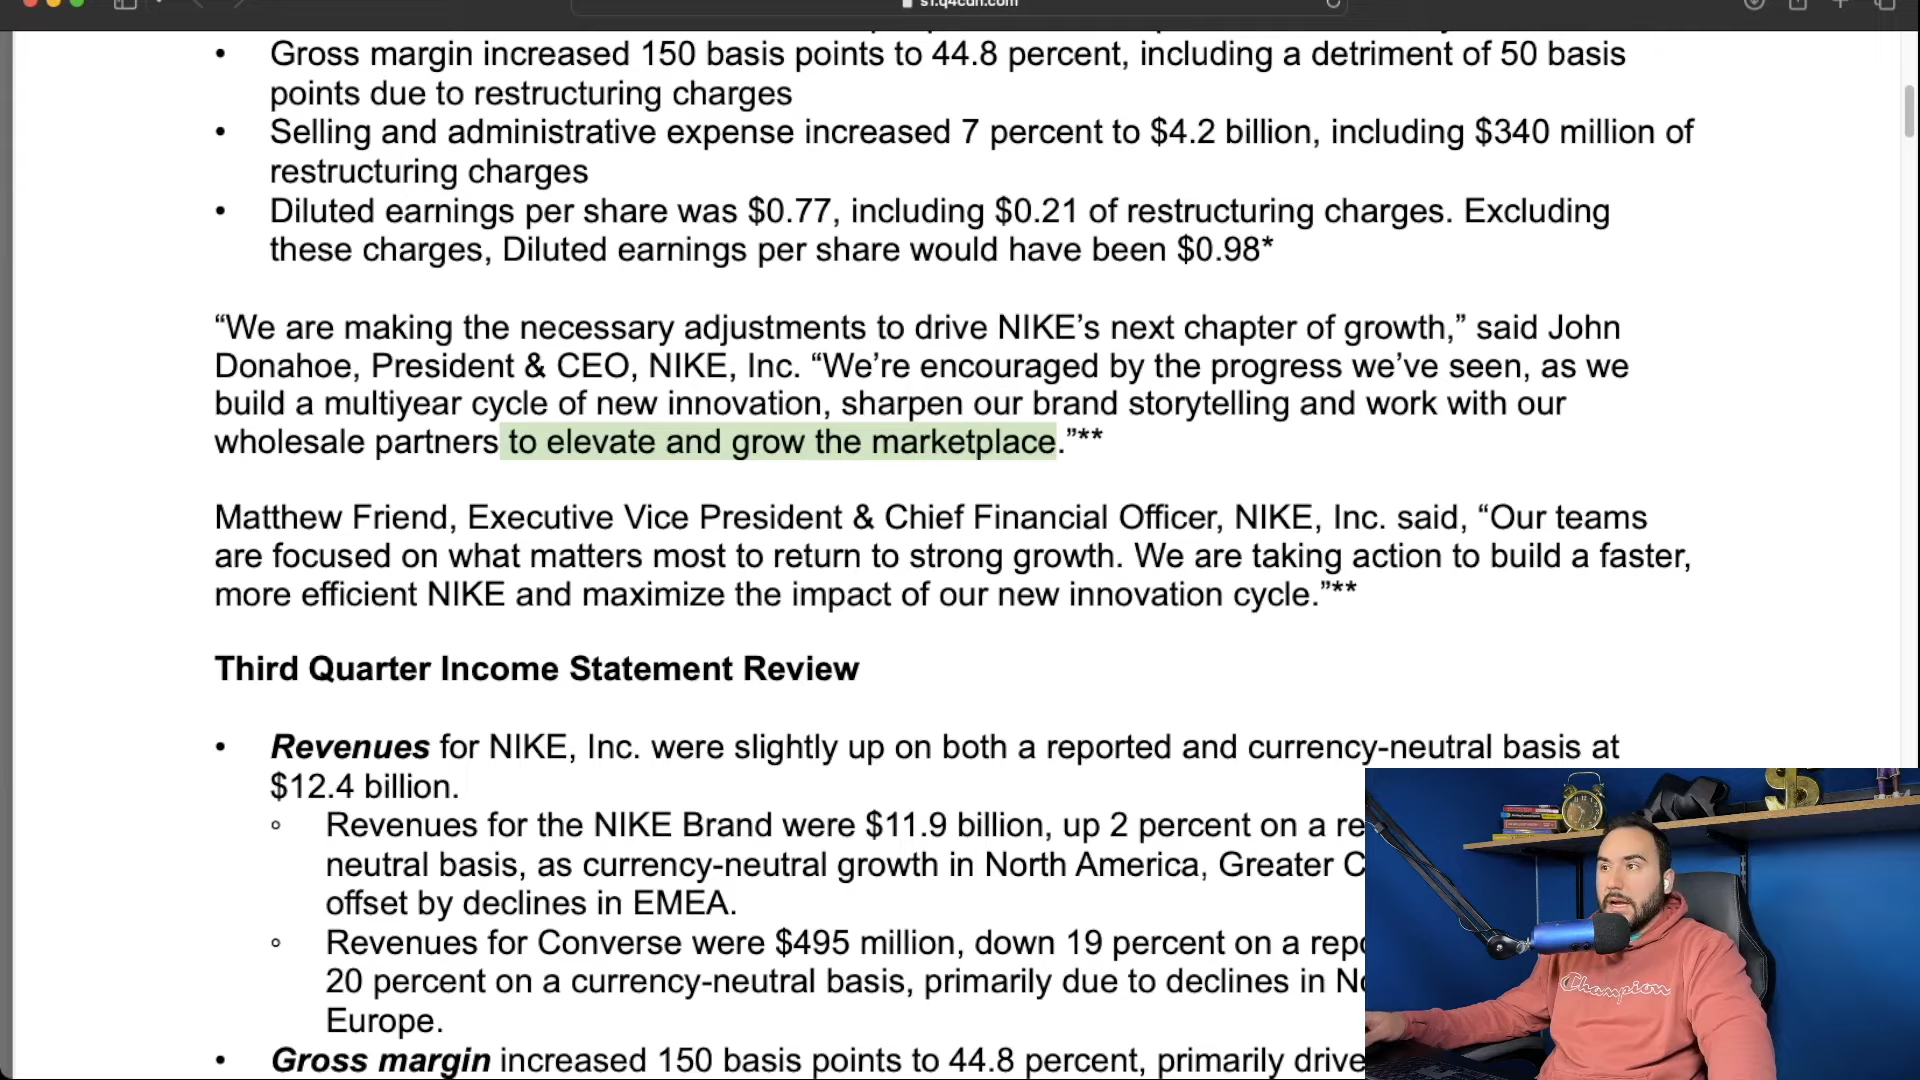 s1.q4cdn.com
• Gross margin increased 150 basis points to 44.8 percent, including a detriment of 50 basis
points due to restructuring charges
• Selling and administrative expense increased 7 percent to $4.2 billion, including $340 million of
restructuring charges
• Diluted earnings per share was $0.77, including $0.21 of restructuring charges. Excluding
these charges, Diluted earnings per share would have been $0.98*
“We are making the necessary adjustments to drive NIKE’s next chapter of growth,” said John
Donahoe, President & CEO, NIKE, Inc. “We’re encouraged by the progress we’ve seen, as we
build a multiyear cycle of new innovation, sharpen our brand storytelling and work with our
wholesale partners to elevate and grow the marketplace.”**
Matthew Friend, Executive Vice President & Chief Financial Officer, NIKE, Inc. said, “Our teams
are focused on what matters most to return to strong growth. We are taking action to build a faster,
more efficient NIKE and maximize the impact of our new innovation cycle.”**
Third Quarter Income Statement Review
• Revenues for NIKE, Inc. were slightly up on both a reported and currency-neutral basis at
$12.4 billion.
◦ Revenues for the NIKE Brand were $11.9 billion, up 2 percent on a re
neutral basis, as currency-neutral growth in North America, Greater C
offset by declines in EMEA.
◦ Revenues for Converse were $495 million, down 19 percent on a repo
20 percent on a currency-neutral basis, primarily due to declines in No
Europe.
• Gross margin increased 150 basis points to 44.8 percent, primarily drive
Champion